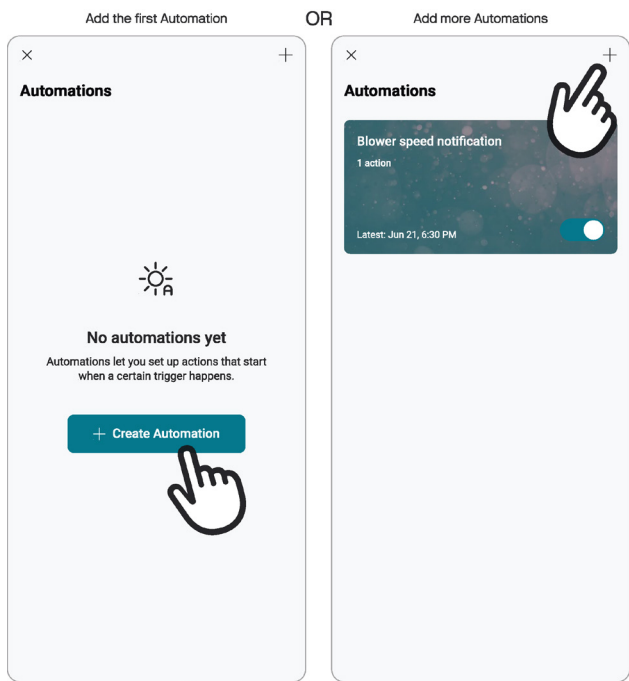 Add the first Automation
OR
Add more Automations
Automations
No automations yet
Automations let you set up actions that start
when a certain trigger happens.
+ Create Automation
Automations
Blower speed notification
1 action
Latest: Jun 21, 6:30 PM